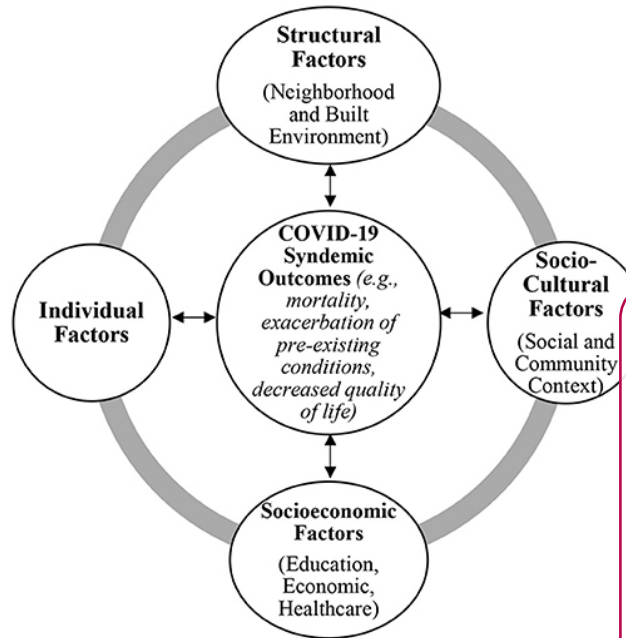 Structural
Factors
(Neighborhood
and Built
Environment)
COVID-19
Syndemic
Outcomes (e.g.,
mortality,
exacerbation of
pre-existing
conditions,
decreased quality
of life)
Individual
Factors
Socio-
Cultural
Factors
(Social and
Community
Context)
Socioeconomic
Factors
(Education,
Economic,
Healthcare)